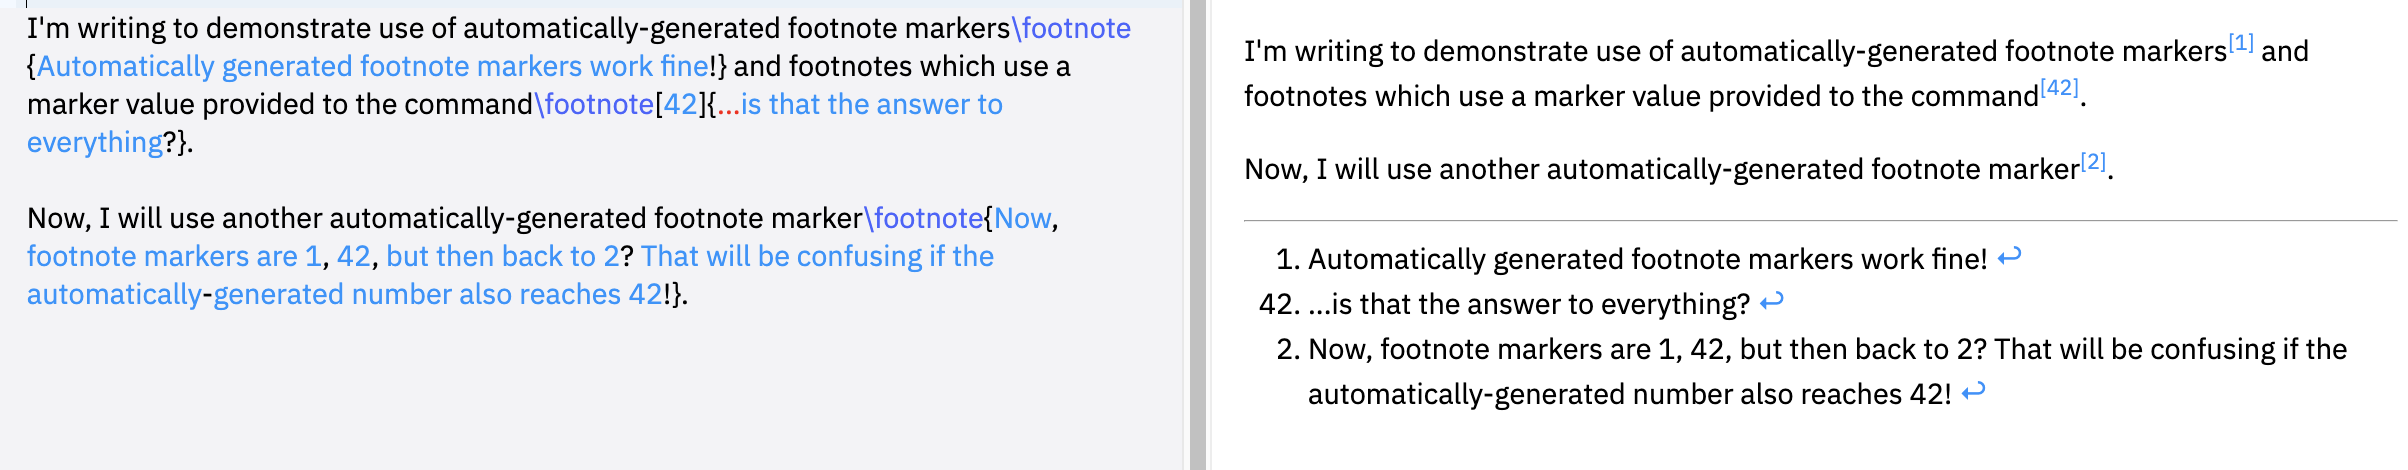 I'm writing to demonstrate use of automatically-generated footnote markers\footnote
{Automatically generated footnote markers work fine!} and footnotes which use a
marker value provided to the command\footnote[42]{...is that the answer to
everything?}.
Now, I will use another automatically-generated footnote marker\footnote{Now,
footnote markers are 1, 42, but then back to 2? That will be confusing if the
automatically-generated number also reaches 42!}.
I'm writing to demonstrate use of automatically-generated footnote markers[1] and
footnotes which use a marker value provided to the command[42].
Now, I will use another automatically-generated footnote marker[2].
1. Automatically generated footnote markers work fine! ↩
42. ...is that the answer to everything? ↩
2. Now, footnote markers are 1, 42, but then back to 2? That will be confusing if the
automatically-generated number also reaches 42! ↩